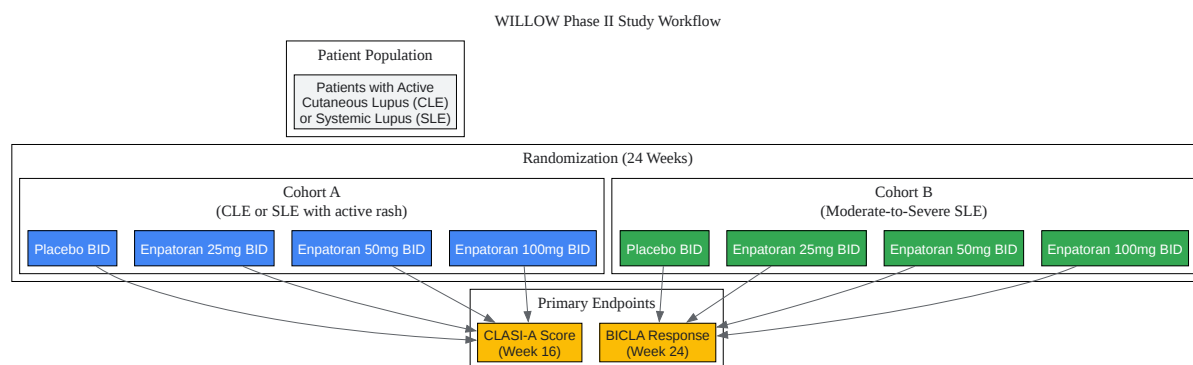 WILLOW Phase II Study Workflow
Patient Population
Patients with Active
Cutaneous Lupus (CLE)
or Systemic Lupus (SLE)
Randomization (24 Weeks)
Cohort A
(CLE or SLE with active rash)
Placebo BID
Enpatoran 25mg BID
Enpatoran 50mg BID
Enpatoran 100mg BID
Cohort B
(Moderate-to-Severe SLE)
Placebo BID
Enpatoran 25mg BID
Enpatoran 50mg BID
Enpatoran 100mg BID
Primary Endpoints
CLASI-A Score
(Week 16)
BICLA Response
(Week 24)